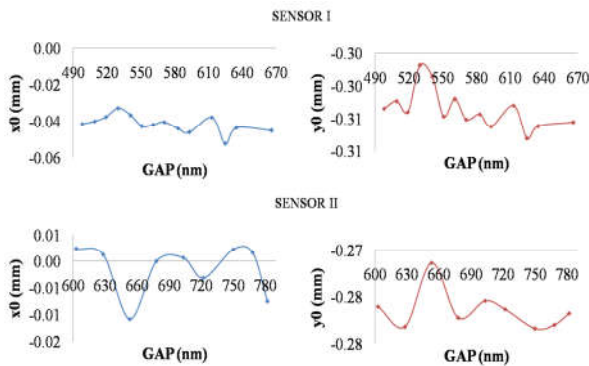 SENSOR I
0.00
-0.02
-0.04
-0.06
x0 (mm)
490 520 550 580 610 640 670
GAP (nm)
-0.30
-0.30
-0.31
-0.31
y0 (mm)
490 520 550 580 610 640 670
GAP (nm)
SENSOR II
0.01
0.00
-0.01
-0.01
-0.02
x0 (mm)
600 630 660 690 720 750 780
GAP (nm)
-0.27
-0.28
-0.28
y0 (mm)
600 630 660 690 720 750 780
GAP (nm)